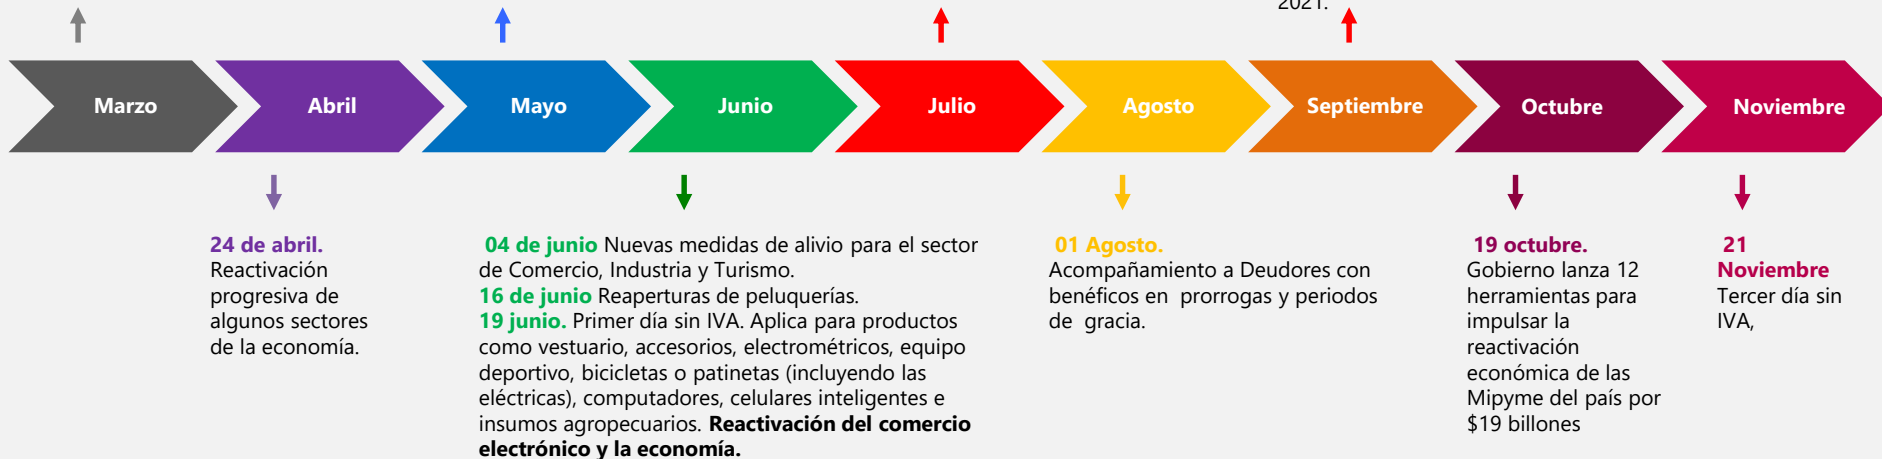 2021.
Marzo
Abril
Mayo
Junio
Julio
Agosto
Septiembre
Octubre
Noviembre
24 de abril.
Reactivación
progresiva de
algunos sectores
de la economía.
04 de junio Nuevas medidas de alivio para el sector
de Comercio, Industria y Turismo.
16 de junio Reaperturas de peluquerías.
19 junio. Primer día sin IVA. Aplica para productos
como vestuario, accesorios, electrométricos, equipo
deportivo, bicicletas o patinetas (incluyendo las
eléctricas), computadores, celulares inteligentes e
insumos agropecuarios. Reactivación del comercio
electrónico y la economía.
01 Agosto.
Acompañamiento a Deudores con
benéficos en prorrogas y periodos
de gracia.
19 octubre.
Gobierno lanza 12
herramientas para
impulsar la
reactivación
económica de las
Mipyme del país por
$19 billones
21
Noviembre
Tercer día sin
IVA,